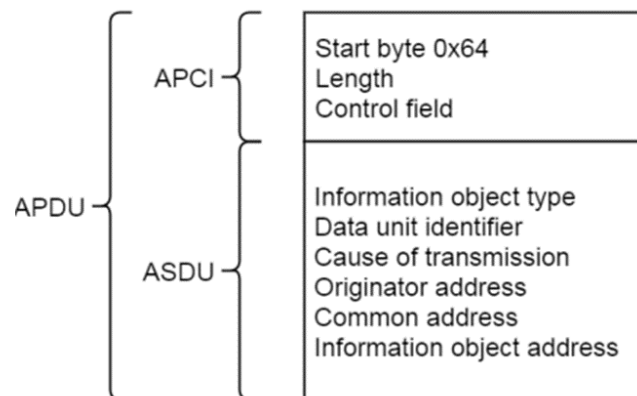 APDU
APCI
Start byte 0x64
Length
Control field
ASDU
Information object type
Data unit identifier
Cause of transmission
Originator address
Common address
Information object address